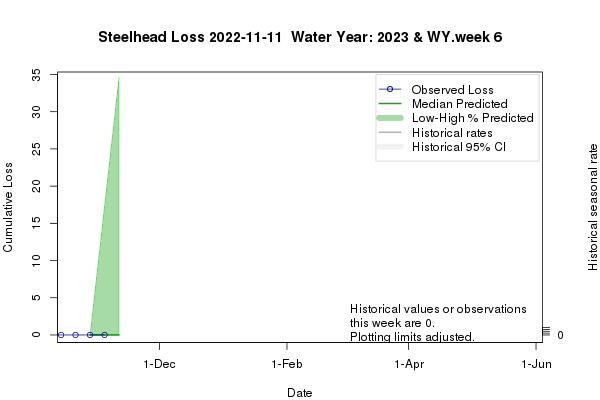 Steelhead Loss 2022-11-11 Water Year: 2023 & WY.week 6
Observed Loss
Median Predicted
Low-High % Predicted
Historical rates
Historical 95% CI
Cumulative Loss
35
30
25
20
15
10
5
0
Historical seasonal rate
0
Historical values or observations
this week are 0.
Plotting limits adjusted.
1-Dec
1-Feb
1-Apr
1-Jun
Date